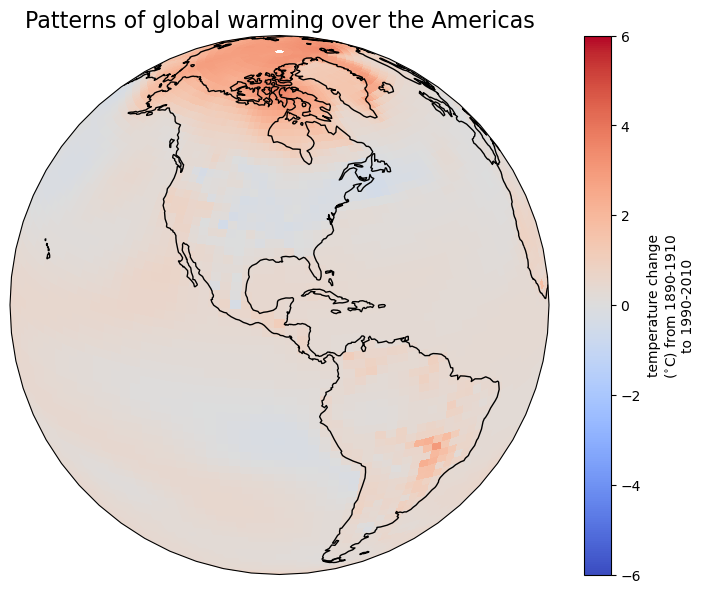 Patterns of global warming over the Americas
6
4
2
0
−2
−4
−6
temperature change
(°C) from 1890-1910
to 1990-2010